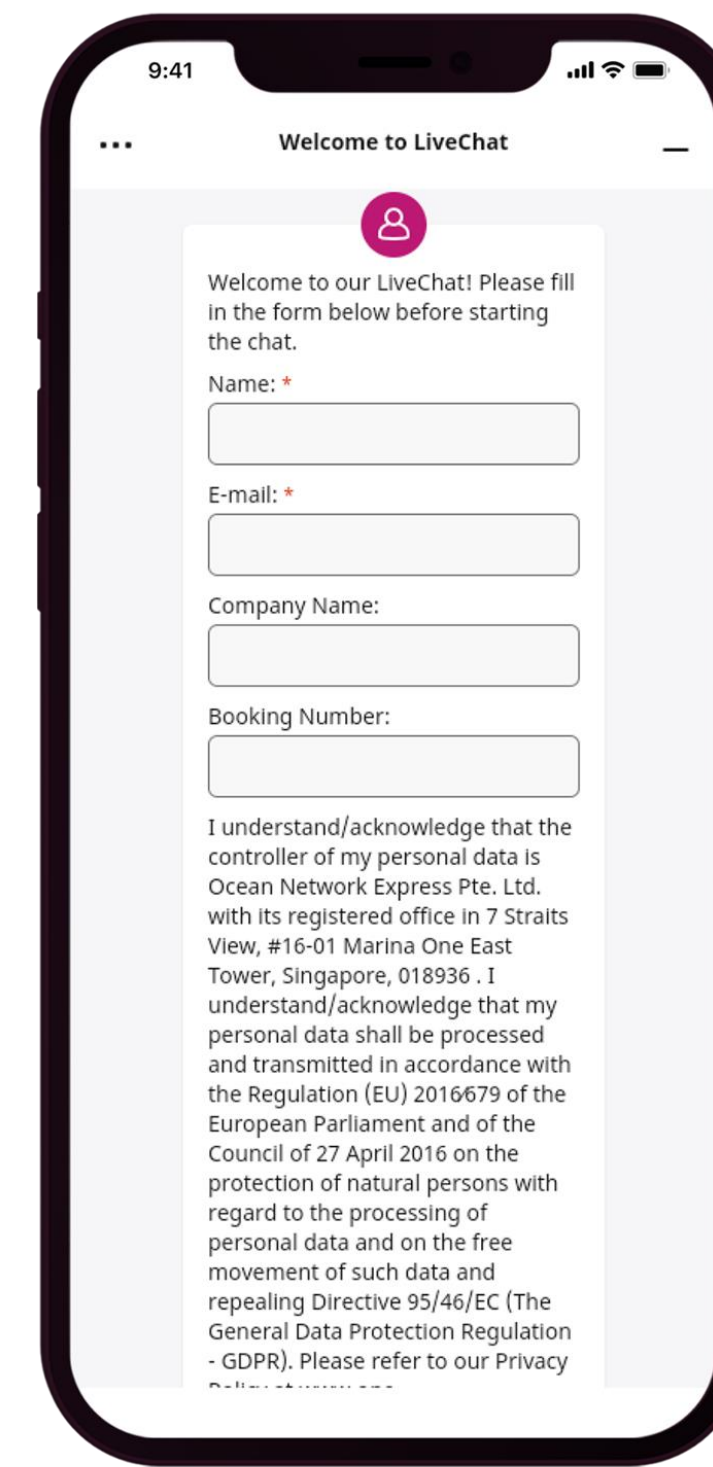 9:41
Welcome to LiveChat
Welcome to our LiveChat! Please fill
in the form below before starting
the chat.
Name: *
E-mail: *
Company Name:
Booking Number:
I understand/acknowledge that the
controller of my personal data is
Ocean Network Express Pte. Ltd.
with its registered office in 7 Straits
View, #16-01 Marina One East
Tower, Singapore, 018936 . I
understand/acknowledge that my
personal data shall be processed
and transmitted in accordance with
the Regulation (EU) 2016⁄679 of the
European Parliament and of the
Council of 27 April 2016 on the
protection of natural persons with
regard to the processing of
personal data and on the free
movement of such data and
repealing Directive 95/46/EC (The
General Data Protection Regulation
- GDPR). Please refer to our Privacy